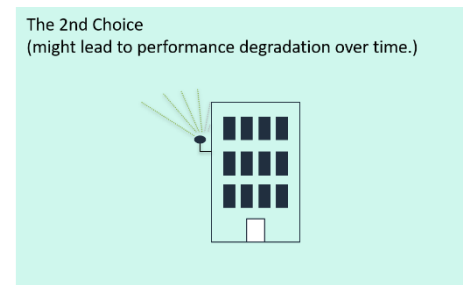 The 2nd Choice
(might lead to performance degradation over time.)